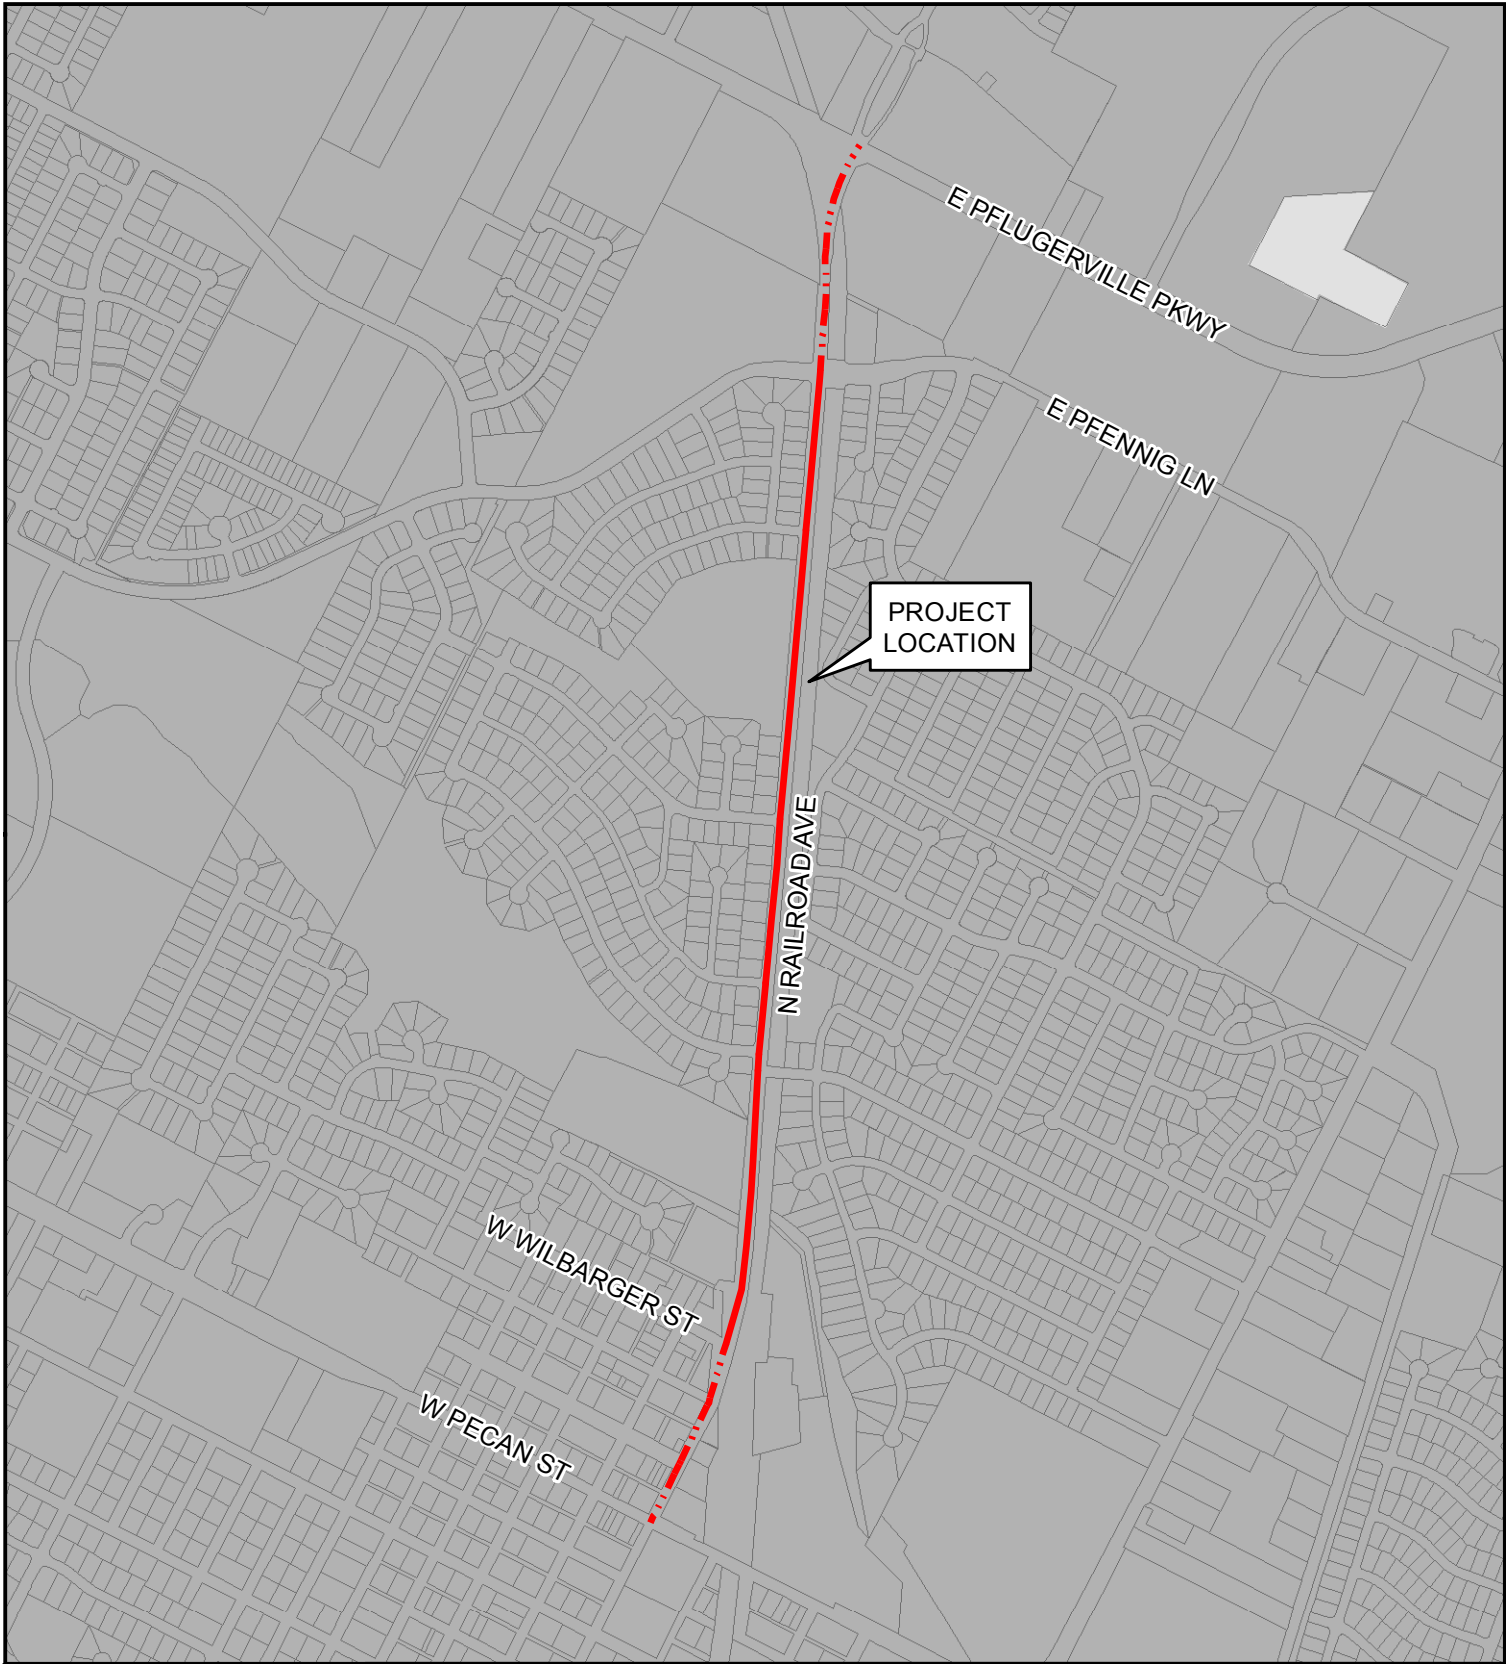 E PFLUGERVILLE PKWY
E PFENNIG LN
PROJECT
LOCATION
N RAILROAD AVE
W WILBARGER ST
W PECAN ST